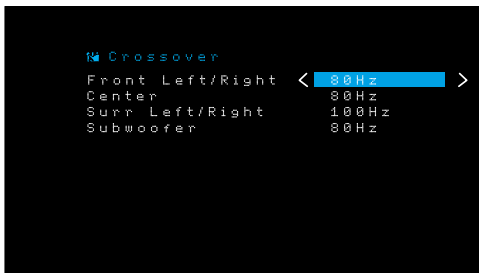 Crossover
Front Left/Right < 80Hz >
Center 80Hz
Surr Left/Right 100Hz
Subwoofer 80Hz